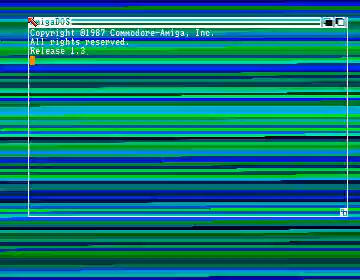 AmigaDOS
Copyright ©1987 Commodore-Amiga, Inc.
All rights reserved.
Release 1.3